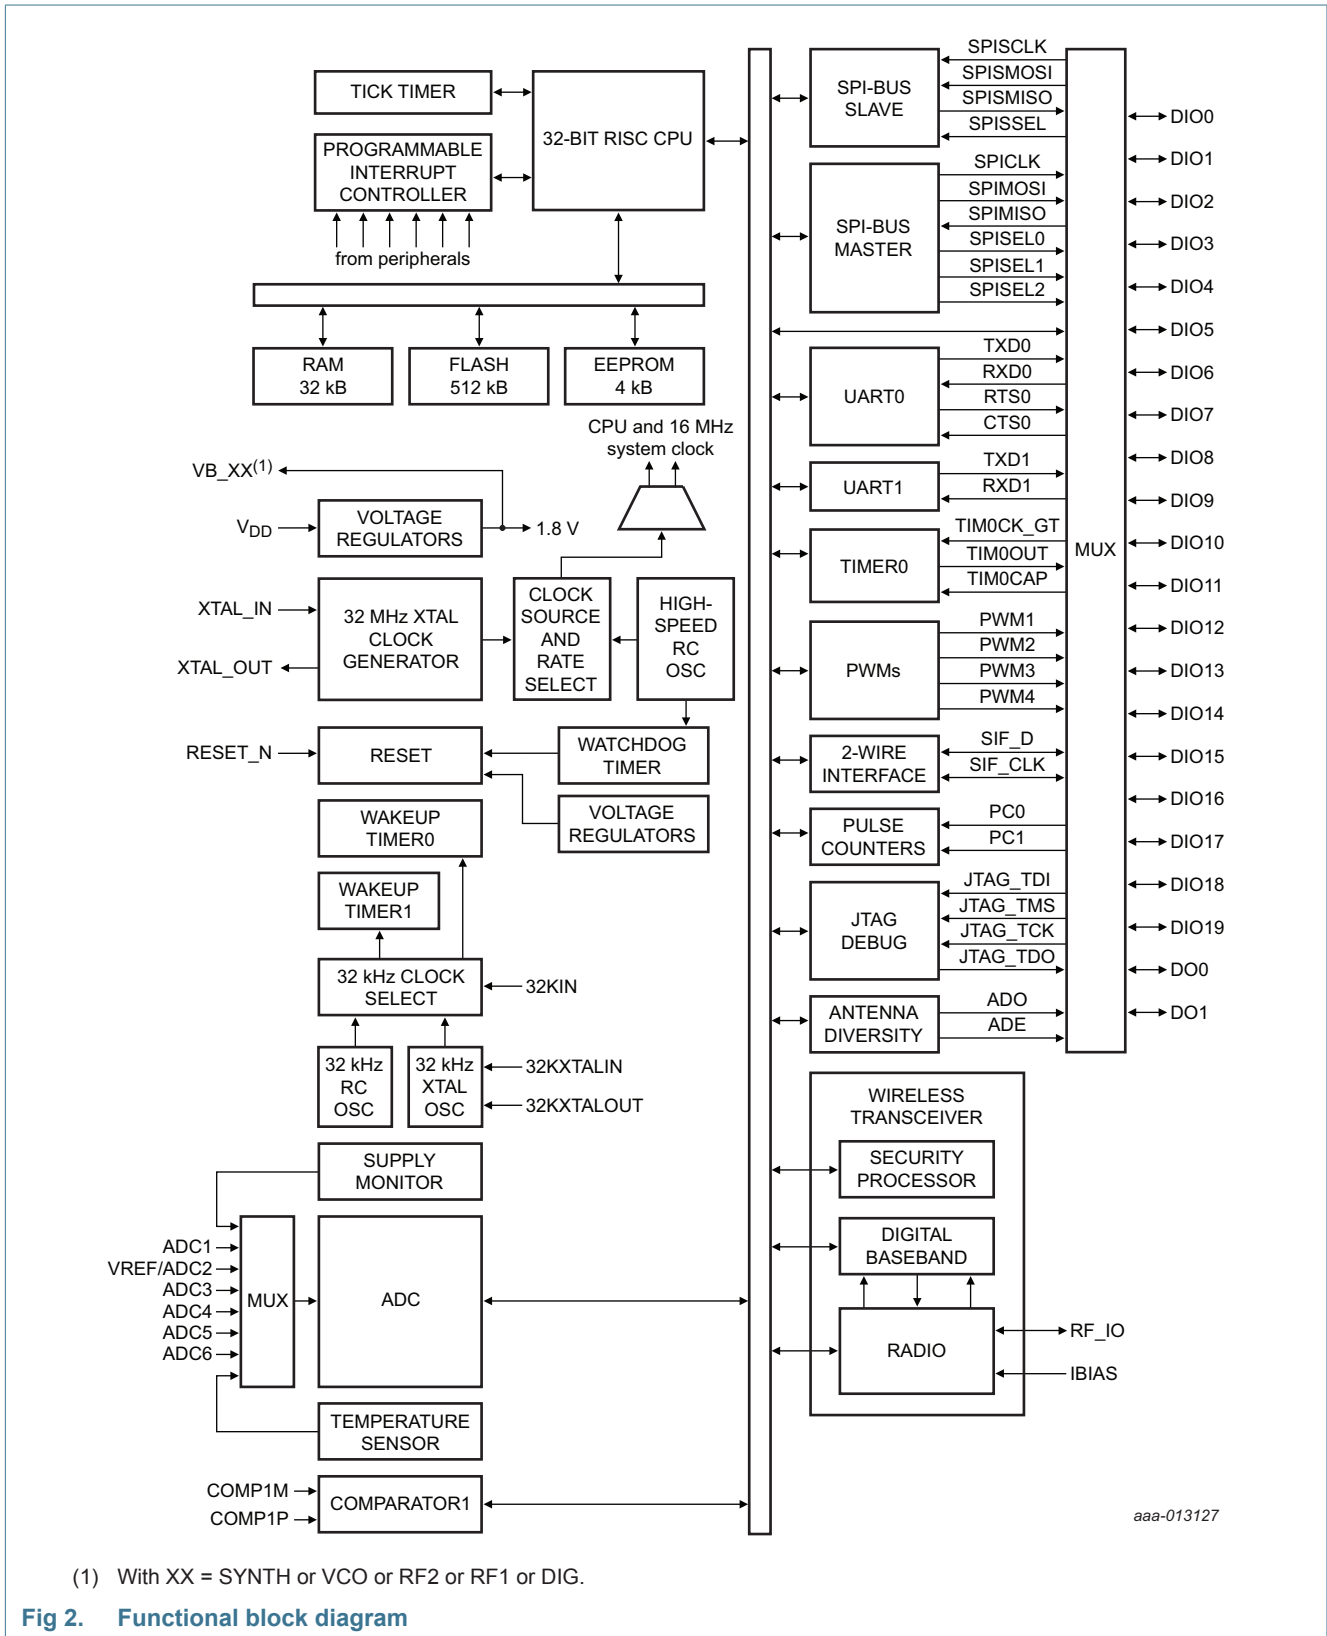 TICK TIMER
32-BIT RISC CPU
PROGRAMMABLE
INTERRUPT
CONTROLLER
from peripherals
RAM
32 kB
FLASH
512 kB
EEPROM
4 kB
CPU and 16 MHz
system clock
VB_XX(1)
VDD
VOLTAGE
REGULATORS
1.8 V
XTAL_IN
XTAL_OUT
32 MHz XTAL
CLOCK
GENERATOR
CLOCK
SOURCE
AND
RATE
SELECT
HIGH-
SPEED
RC
OSC
RESET_N
RESET
WATCHDOG
TIMER
WAKEUP
TIMER0
VOLTAGE
REGULATORS
WAKEUP
TIMER1
32 kHz CLOCK
SELECT
32KIN
32 kHz
RC
OSC
32 kHz
XTAL
OSC
32KXTALIN
32KXTALOUT
SUPPLY
MONITOR
ADC1
VREF/ADC2
ADC3
ADC4
ADC5
ADC6
MUX
ADC
TEMPERATURE
SENSOR
COMP1M
COMP1P
COMPARATOR1
SPI-BUS
SLAVE
SPISCLK
SPISMOSI
SPISMISO
SPISSEL
SPI-BUS
MASTER
SPICLK
SPIMOSI
SPIMISO
SPISEL0
SPISEL1
SPISEL2
UART0
TXD0
RXD0
RTS0
CTS0
UART1
TXD1
RXD1
TIMER0
TIM0CK_GT
TIM0OUT
TIM0CAP
PWMs
PWM1
PWM2
PWM3
PWM4
2-WIRE
INTERFACE
SIF_D
SIF_CLK
PULSE
COUNTERS
PC0
PC1
JTAG
DEBUG
JTAG_TDI
JTAG_TMS
JTAG_TCK
JTAG_TDO
ANTENNA
DIVERSITY
ADO
ADE
MUX
DIO0
DIO1
DIO2
DIO3
DIO4
DIO5
DIO6
DIO7
DIO8
DIO9
DIO10
DIO11
DIO12
DIO13
DIO14
DIO15
DIO16
DIO17
DIO18
DIO19
DO0
DO1
WIRELESS
TRANSCEIVER
SECURITY
PROCESSOR
DIGITAL
BASEBAND
RADIO
RF_IO
IBIAS
aaa-013127
(1) With XX = SYNTH or VCO or RF2 or RF1 or DIG.
Fig 2. Functional block diagram